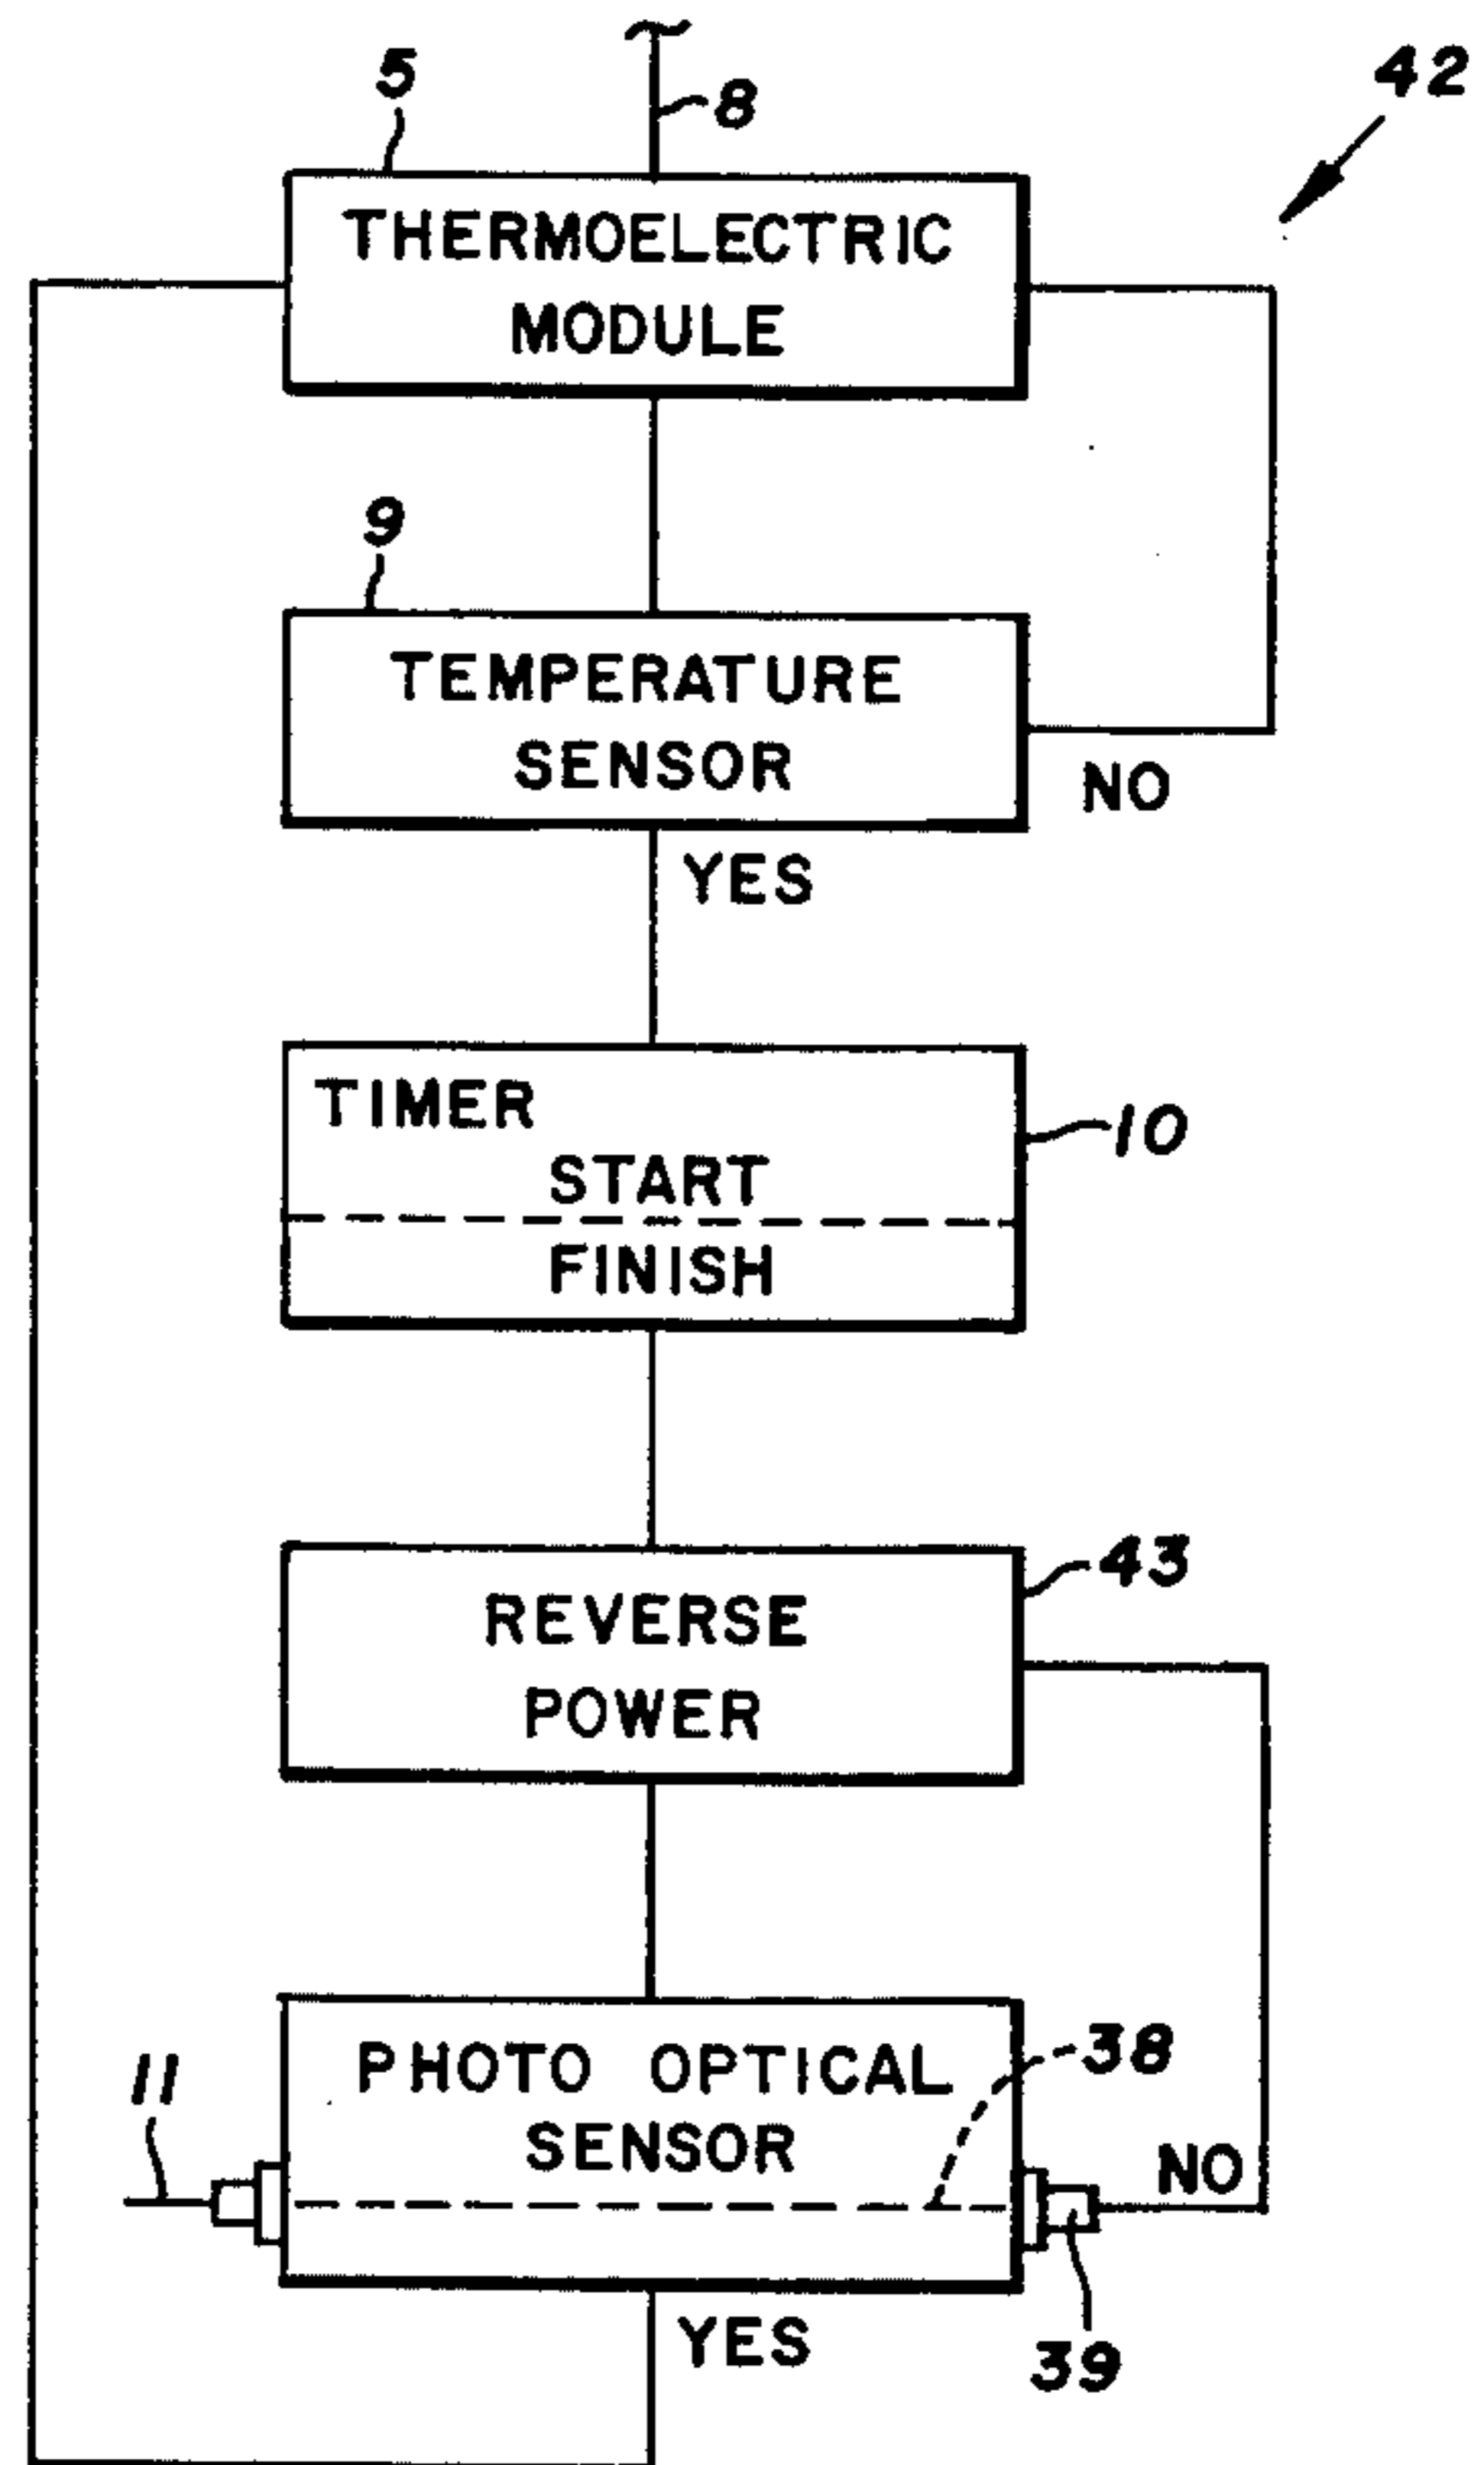 5
8
42
THERMOELECTRIC
MODULE
9
TEMPERATURE
SENSOR
NO
YES
TIMER
10
START
FINISH
43
REVERSE
POWER
PHOTO OPTICAL
38
11
SENSOR
NO
YES
39